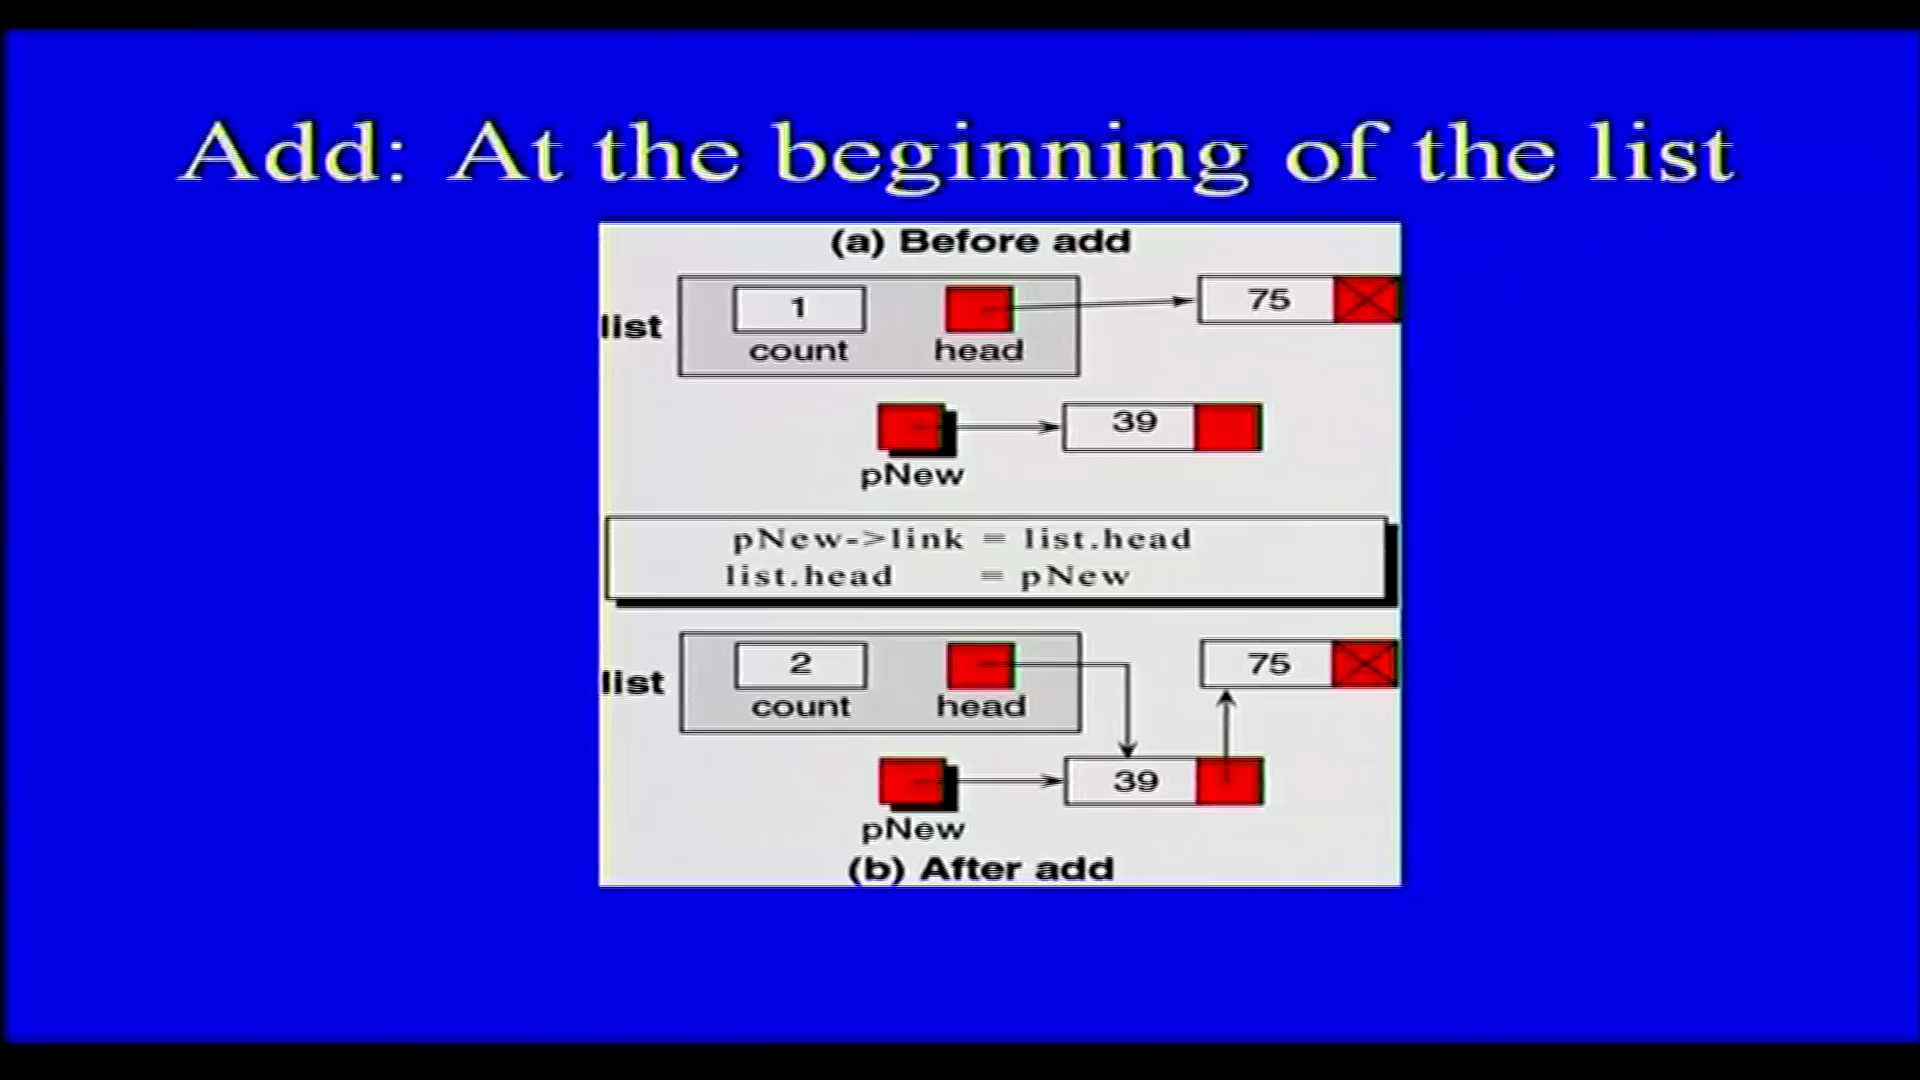 Add: At the beginning of the list
(a) Before add
list
1
count
head
75
pNew
39
pNew->link = list.head
list.head = pNew
list
2
count
head
75
pNew
39
(b) After add